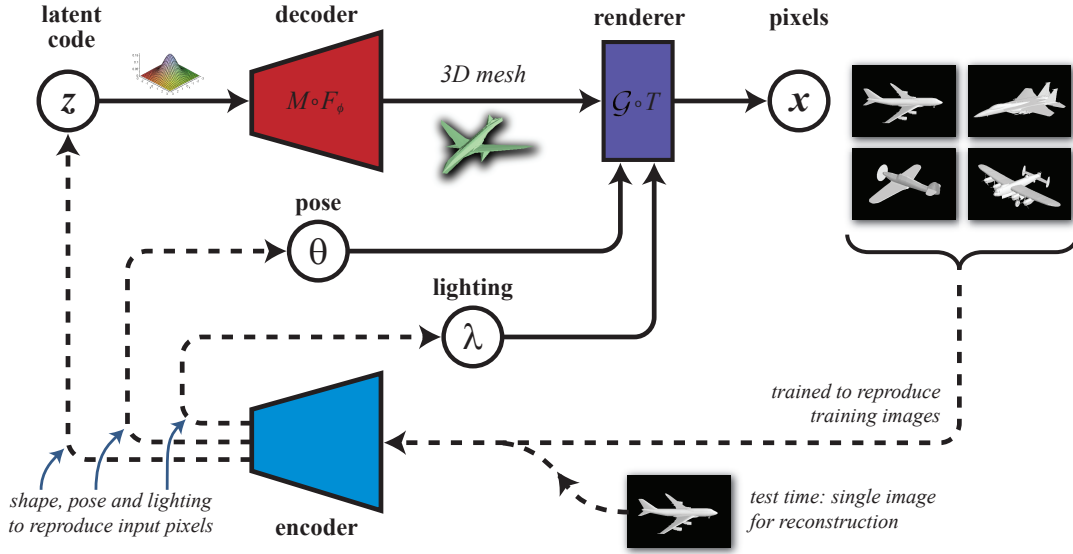 latent
code
decoder
renderer
pixels
z
M∘F_ϕ
3D mesh
𝒢∘T
x
pose
θ
lighting
λ
trained to reproduce
training images
shape, pose and lighting
to reproduce input pixels
encoder
test time: single image
for reconstruction